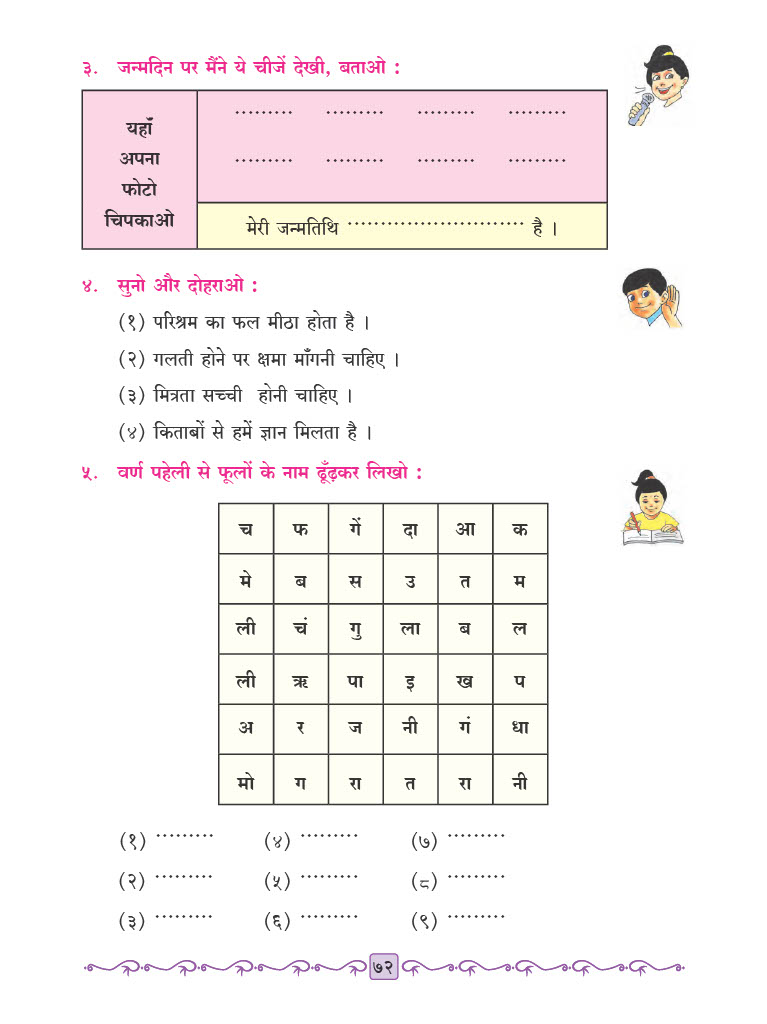 ३. जन्मदिन पर मैंने ये चीजें देखी, बताओ :
यहाँ
अपना
फोटो
चिपकाओ
......... ......... ......... .........
......... ......... ......... .........
मेरी जन्मतिथि ........................... है ।
४. सुनो और दोहराओ :
(१) परिश्रम का फल मीठा होता है ।
(२) गलती होने पर क्षमा माँगनी चाहिए ।
(३) मित्रता सच्ची होनी चाहिए ।
(४) किताबों से हमें ज्ञान मिलता है ।
५. वर्ण पहेली से फूलों के नाम ढूँढ़कर लिखो :
च फ गें दा आ क
मे ब स उ त म
ली चं गु ला ब ल
ली ऋ पा इ ख प
अ र ज नी गं धा
मो ग रा त रा नी
(१) ......... (४) ......... (७) .........
(२) ......... (५) ......... (८) .........
(३) ......... (६) ......... (९) .........
७२